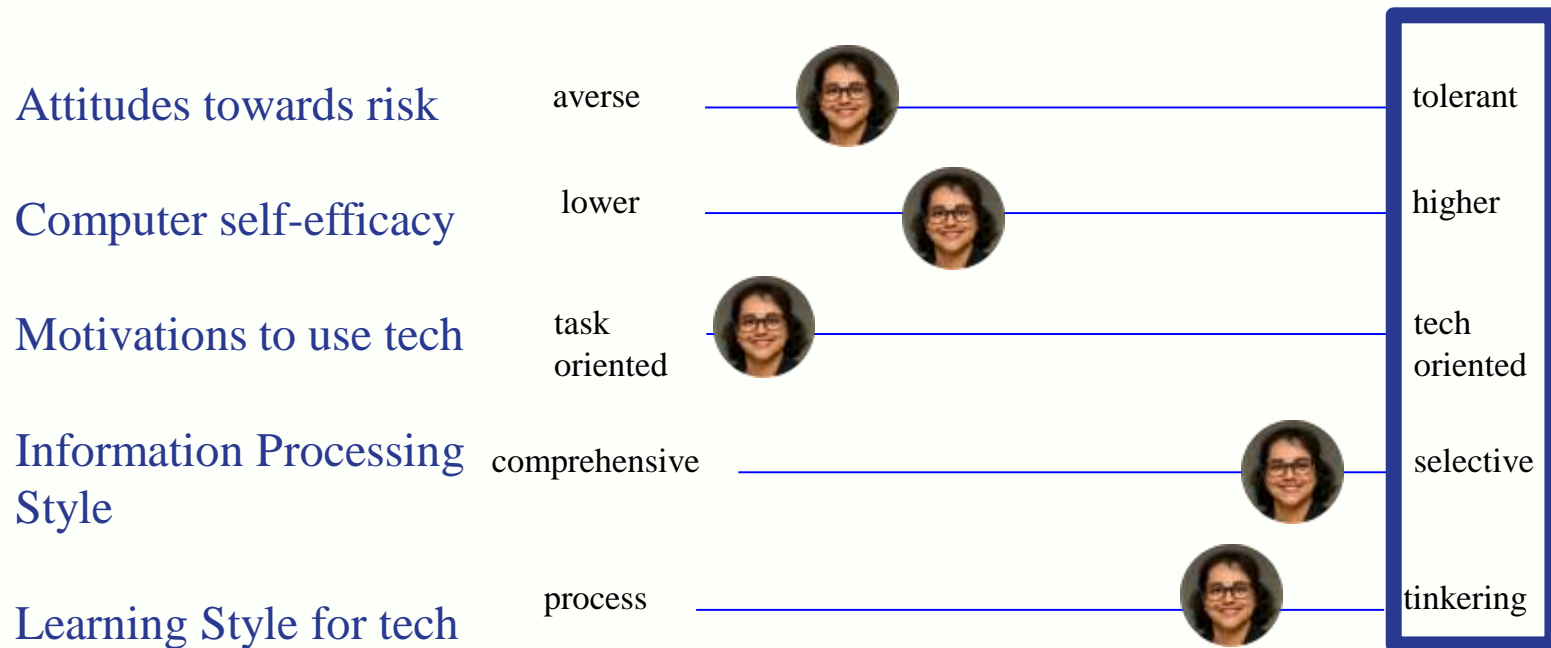 Attitudes towards risk averse tolerant
Computer self-efficacy lower higher
Motivations to use tech task oriented tech oriented
Information Processing Style comprehensive selective
Learning Style for tech process tinkering